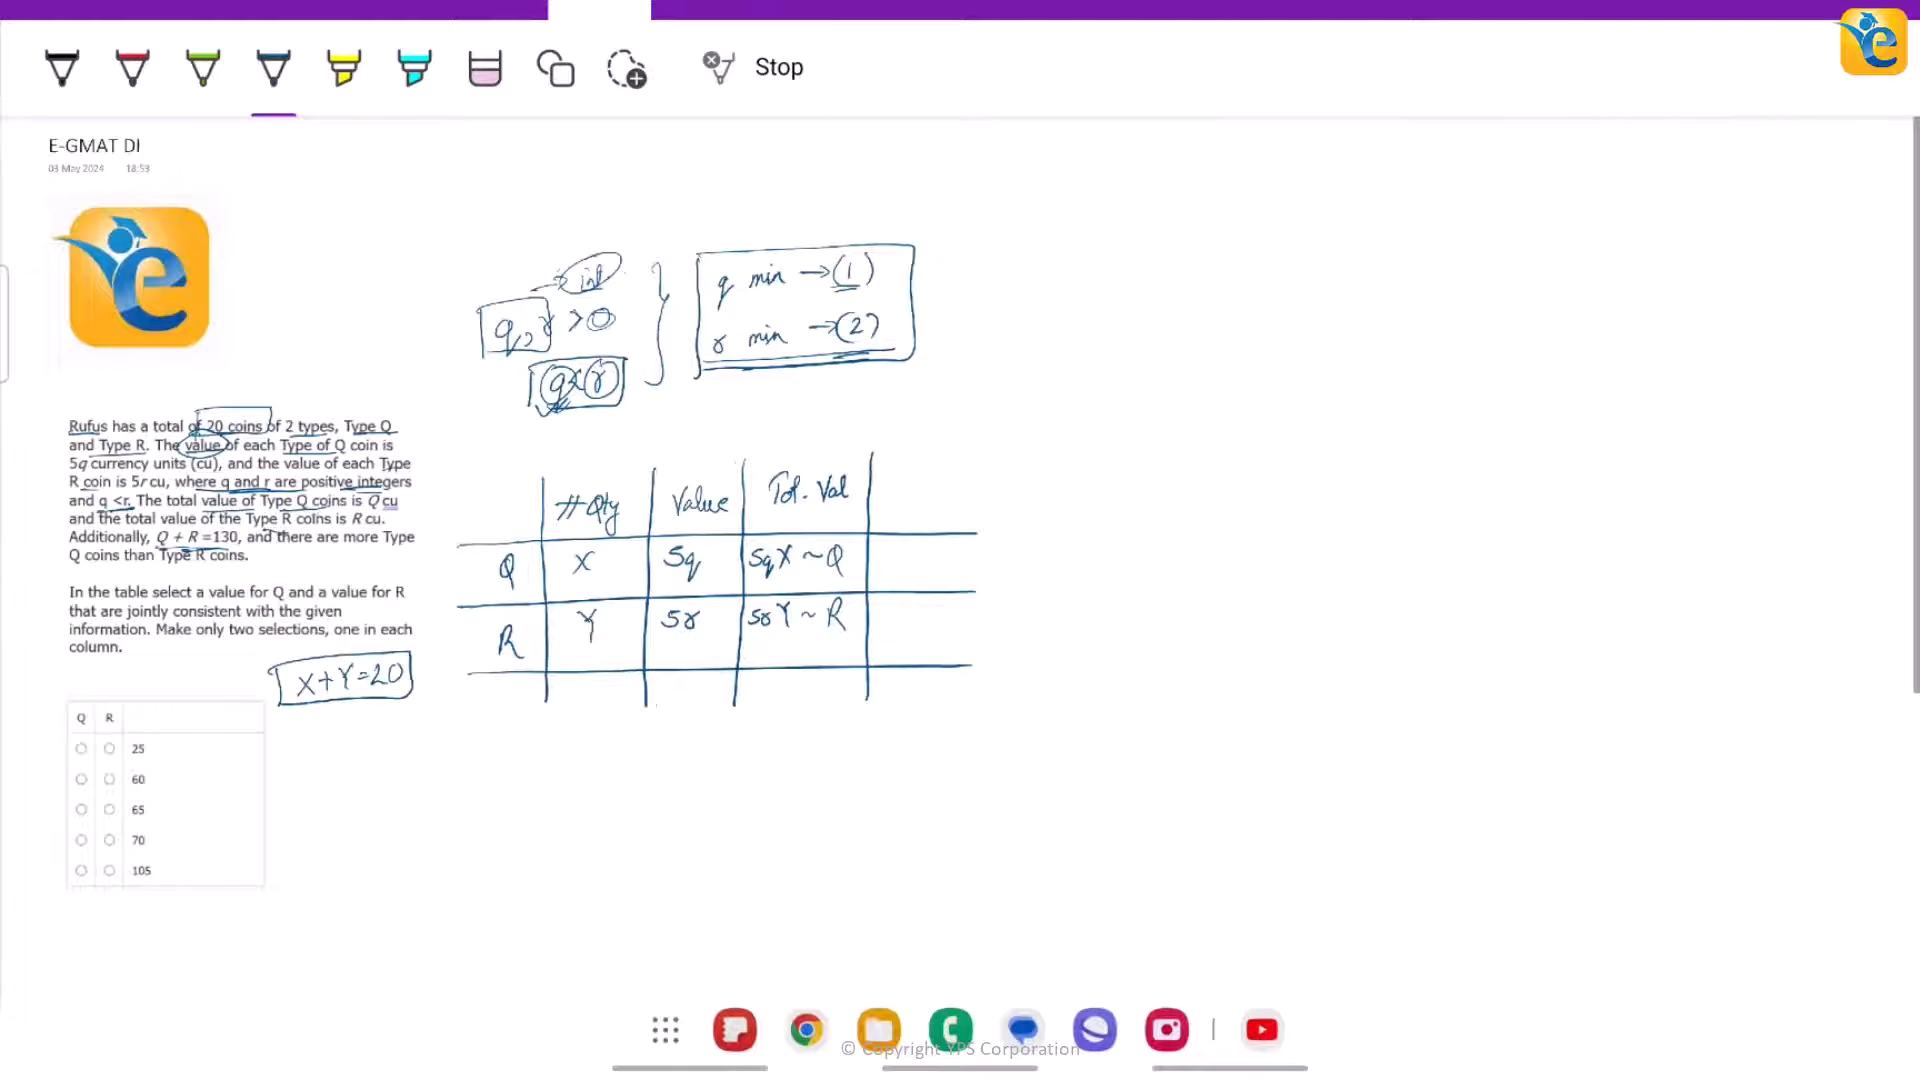 Stop
E-GMAT DI
03 May 2024 18:53
Rufus has a total of 20 coins of 2 types, Type Q
and Type R. The value of each Type of Q coin is
5q currency units (cu), and the value of each Type
R coin is 5r cu, where q and r are positive integers
and q <r. The total value of Type Q coins is Q cu
and the total value of the Type R coins is R cu.
Additionally, Q + R =130, and there are more Type
Q coins than Type R coins.
In the table select a value for Q and a value for R
that are jointly consistent with the given
information. Make only two selections, one in each
column.
X+Y=20
Q R
25
60
65
70
105
int
q, r >0
q<r
q min → (1)
r min → (2)
#Qty Value Tot. Val
Q X 5q 5qX ~ Q
R Y 5r 5rY ~ R
© Copyright YPS Corporation